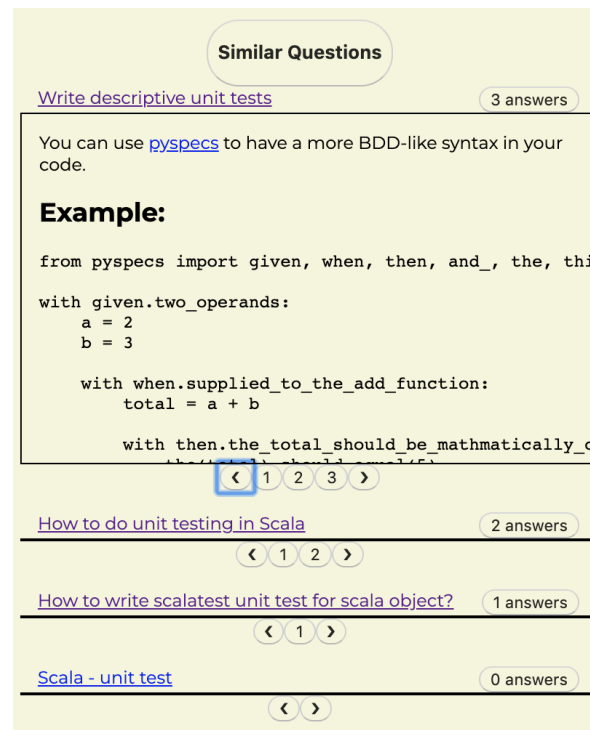 Similar Questions
Write descriptive unit tests
3 answers
You can use pyspecs to have a more BDD-like syntax in your
code.
Example:
from pyspecs import given, when, then, and_, the, thi
with given.two_operands:
    a = 2
    b = 3
    with when.supplied_to_the_add_function:
        total = a + b
        with then.the_total_should_be_mathmatically_
‹ 1 2 3 ›
How to do unit testing in Scala
2 answers
‹ 1 2 ›
How to write scalatest unit test for scala object?
1 answers
‹ 1 ›
Scala - unit test
0 answers
‹ ›